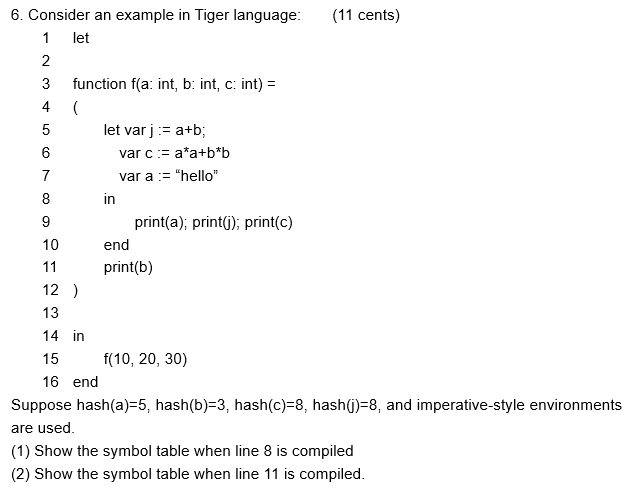 6. Consider an example in Tiger language: (11 cents)
1 let
2
3 function f(a: int, b: int, c: int) =
4 (
5 let var j := a+b;
6 var c := a*a+b*b
7 var a := “hello”
8 in
9 print(a); print(j); print(c)
10 end
11 print(b)
12 )
13
14 in
15 f(10, 20, 30)
16 end
Suppose hash(a)=5, hash(b)=3, hash(c)=8, hash(j)=8, and imperative-style environments
are used.
(1) Show the symbol table when line 8 is compiled
(2) Show the symbol table when line 11 is compiled.